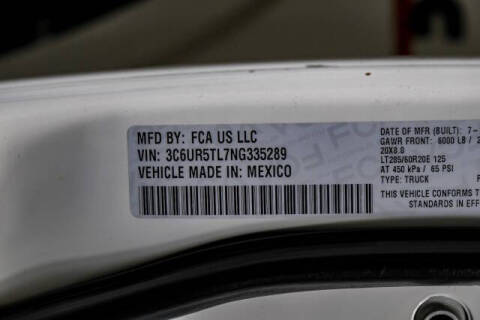 MFD BY: FCA US LLC
VIN: 3C6UR5TL7NG335289
VEHICLE MADE IN: MEXICO
DATE OF MFR (BUILT): 7-
GAWR FRONT: 6000 LB /
20X8.0
LT285/60R20E 125
AT 450 kPa / 65 PSI
TYPE: TRUCK
THIS VEHICLE CONFORMS T
STANDARDS IN EFF